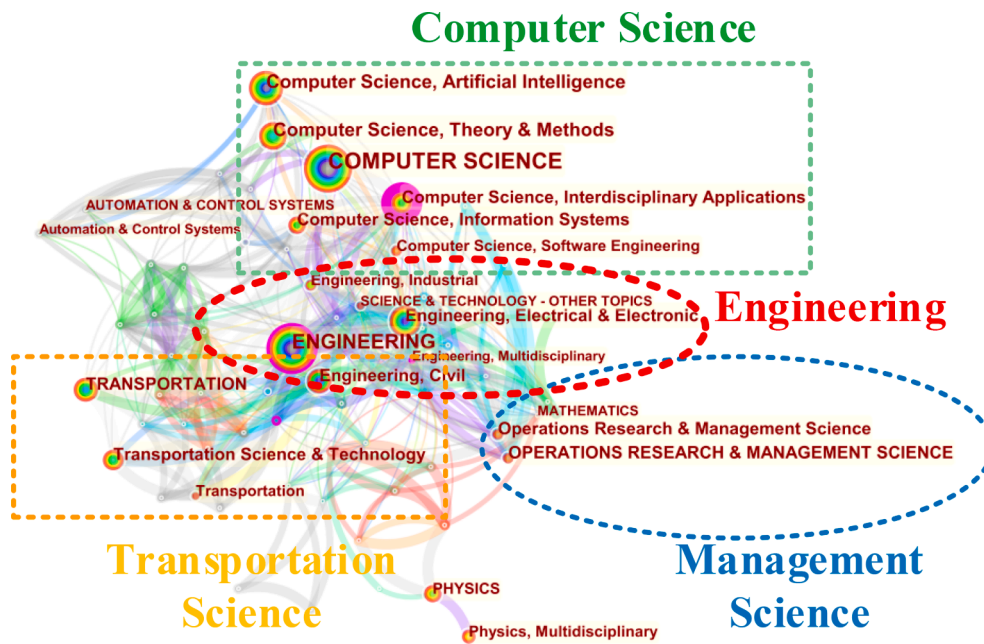 Computer Science
Computer Science, Artificial Intelligence
Computer Science, Theory & Methods
COMPUTER SCIENCE
Computer Science, Interdisciplinary Applications
AUTOMATION & CONTROL SYSTEMS
Computer Science, Information Systems
Automation & Control Systems
Computer Science, Software Engineering
Engineering, Industrial
SCIENCE & TECHNOLOGY - OTHER TOPICS
Engineering
Engineering, Electrical & Electronic
ENGINEERING
Engineering, Multidisciplinary
Engineering, Civil
TRANSPORTATION
MATHEMATICS
Operations Research & Management Science
OPERATIONS RESEARCH & MANAGEMENT SCIENCE
Transportation Science & Technology
Transportation
Transportation
Science
Management
Science
PHYSICS
Physics, Multidisciplinary